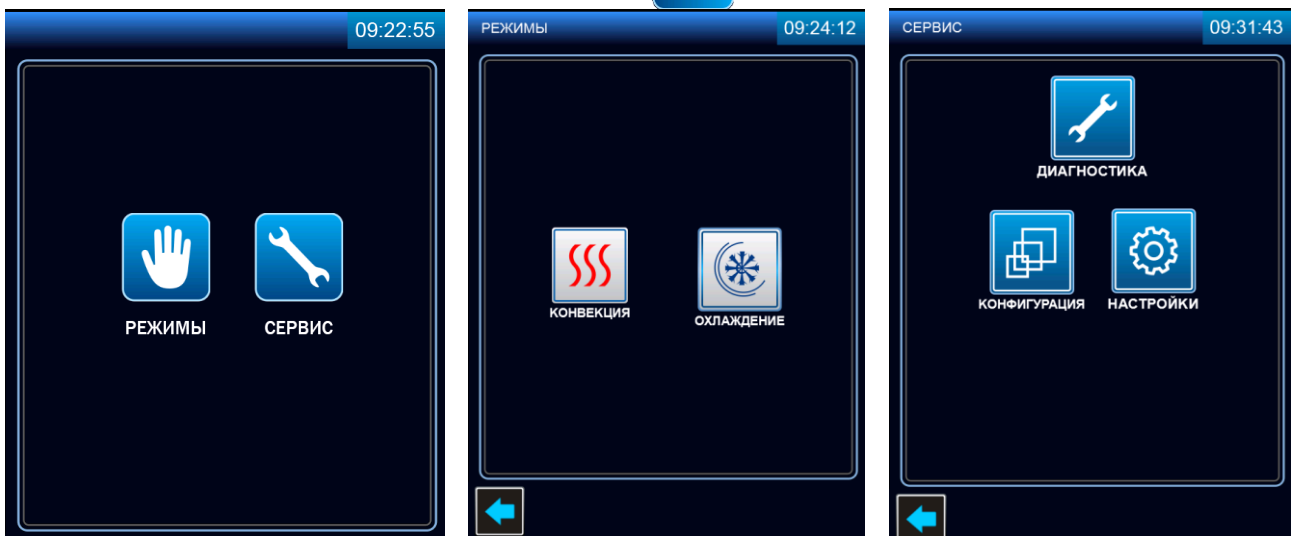 09:22:55
РЕЖИМЫ СЕРВИС
РЕЖИМЫ 09:24:12
КОНВЕКЦИЯ
ОХЛАЖДЕНИЕ
СЕРВИС 09:31:43
ДИАГНОСТИКА
КОНФИГУРАЦИЯ НАСТРОЙКИ